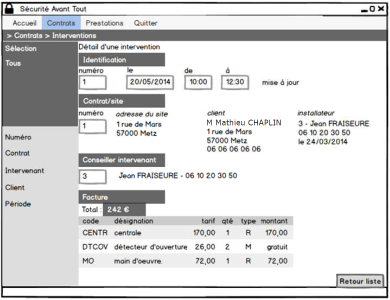 Sécurité Avant Tout
Accueil Contrats Prestations Quitter
> Contrats > Interventions
Sélection
Tous
Numéro
Contrat
Intervenant
Client
Période
Détail d'une intervention
Identification
numéro le de à
1 20/05/2014 10:00 12:30 mise à jour
Contrat/site
numéro adresse du site client installateur
1 1 rue de Mars M Mathieu CHAPLIN 3 - Jean FRAISEURE
57000 Metz 1 rue de Mars 06 10 20 30 50
57000 Metz le 24/03/2014
06 06 06 06 06
Conseiller intervenant
3 Jean FRAISEURE - 06 10 20 30 50
Facture
Total : 242 €
code désignation tarif qté type montant
CENTR centrale 170,00 1 R 170,00
DTCOV détecteur d'ouverture 26,00 2 M gratuit
MO main d'oeuvre. 72,00 1 R 72,00
Retour liste